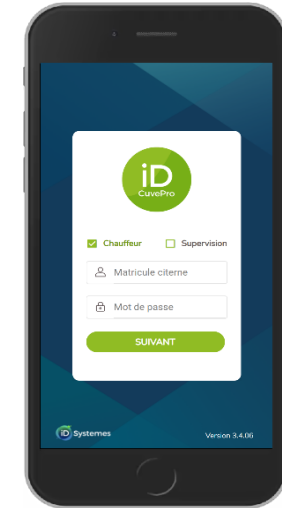 iD
CuvePro
Chauffeur Supervision
Matricule citerne
Mot de passe
SUIVANT
iD Systemes Version 3.4.06